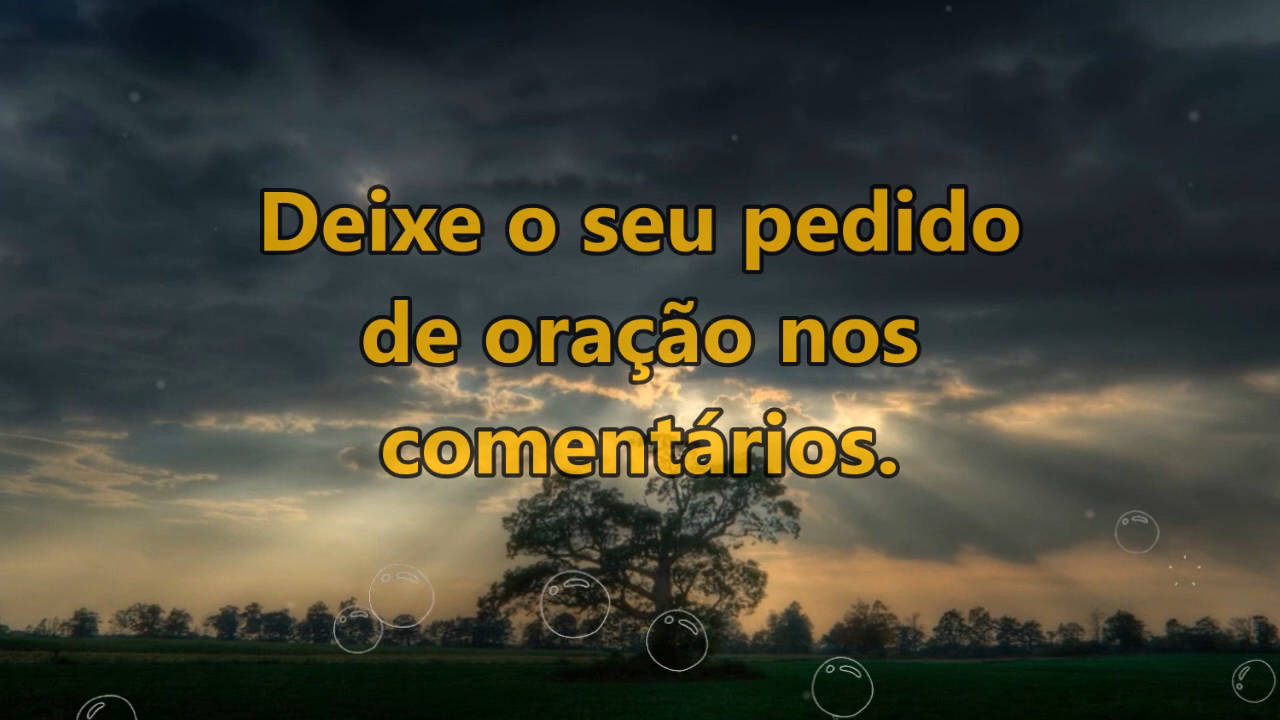 Deixe o seu pedido
de oração nos
comentários.